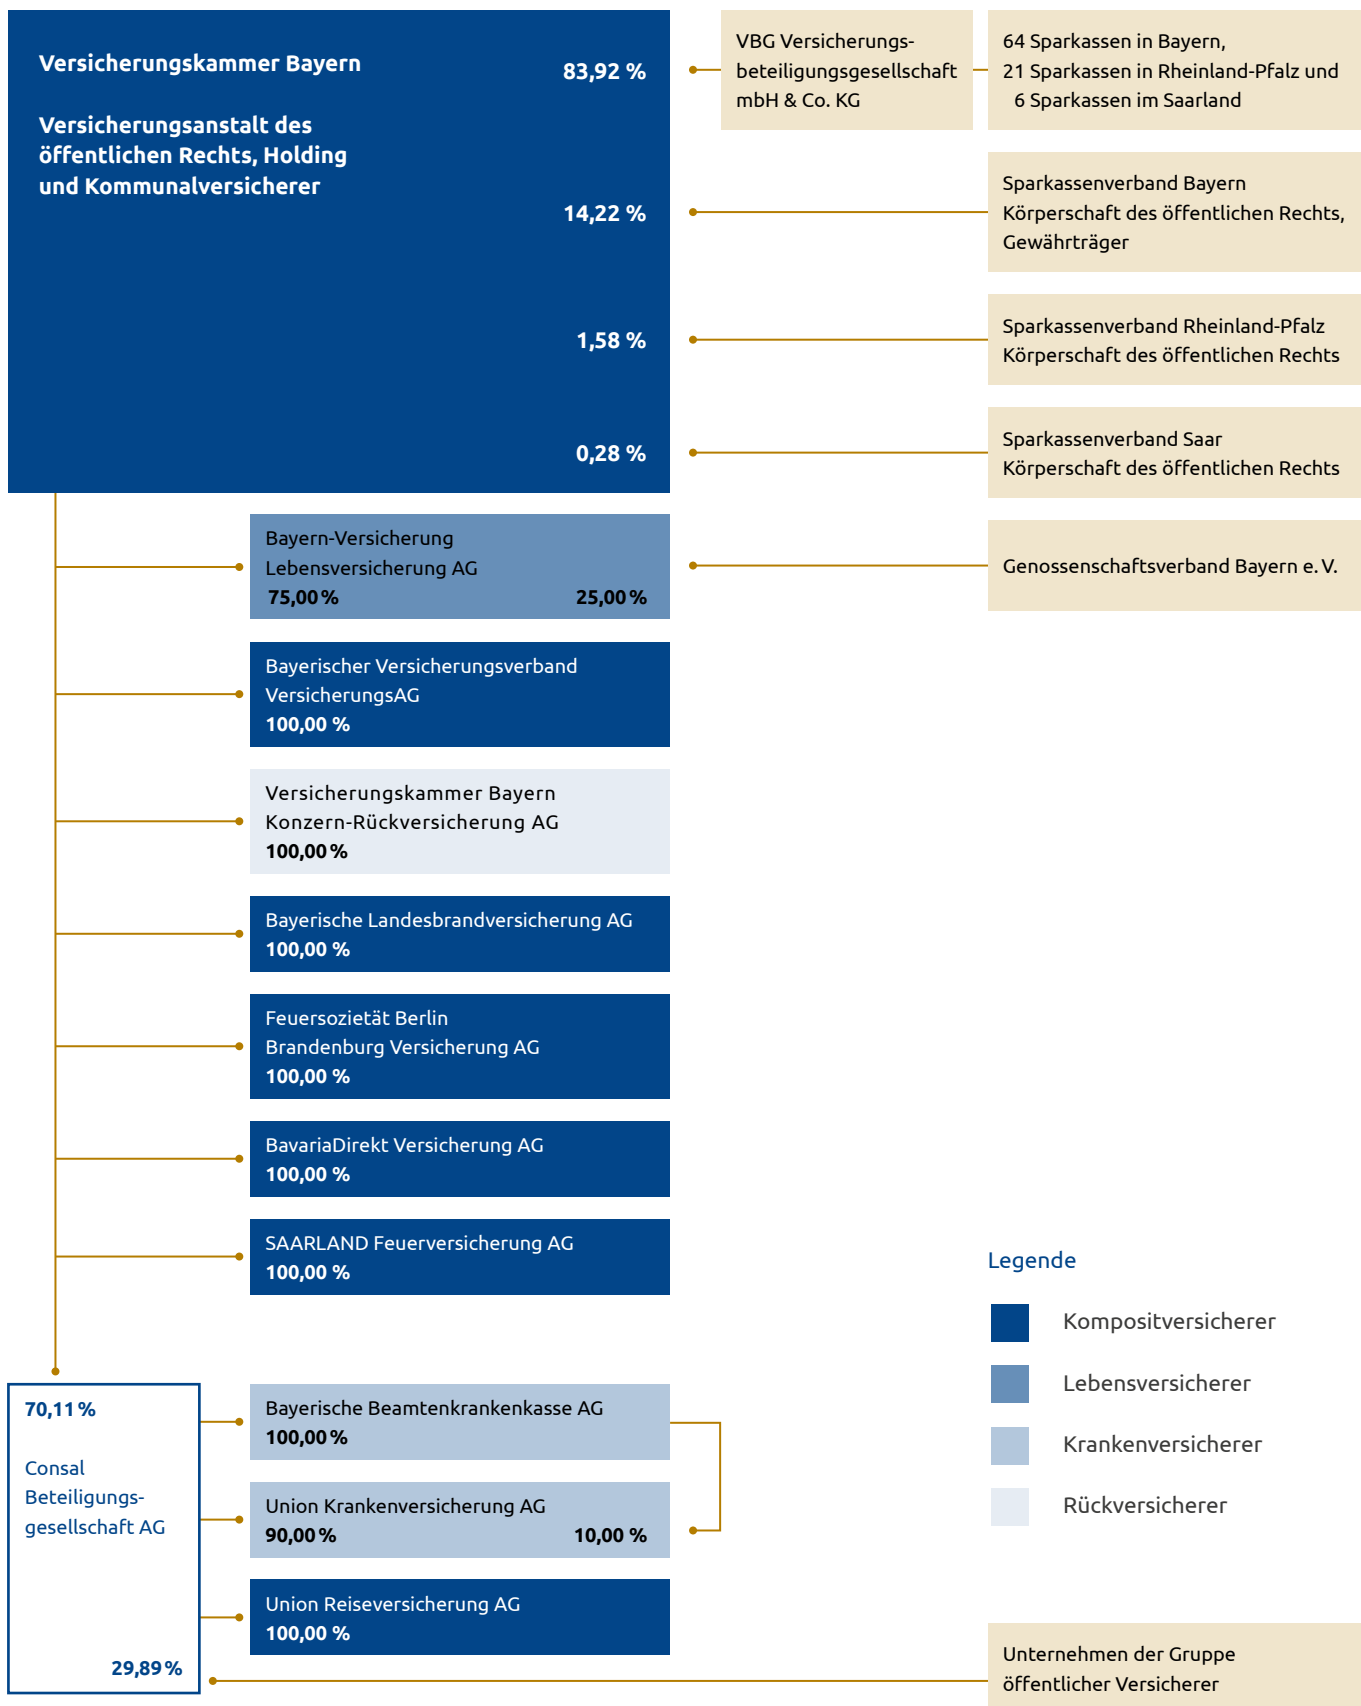 Versicherungskammer Bayern
83,92 %
Versicherungsanstalt des
öffentlichen Rechts, Holding
und Kommunalversicherer
14,22 %
1,58 %
0,28 %
VBG Versicherungs-
beteiligungsgesellschaft
mbH & Co. KG
64 Sparkassen in Bayern,
21 Sparkassen in Rheinland-Pfalz und
6 Sparkassen im Saarland
Sparkassenverband Bayern
Körperschaft des öffentlichen Rechts,
Gewährträger
Sparkassenverband Rheinland-Pfalz
Körperschaft des öffentlichen Rechts
Sparkassenverband Saar
Körperschaft des öffentlichen Rechts
Bayern-Versicherung
Lebensversicherung AG
75,00 % 25,00 %
Genossenschaftsverband Bayern e. V.
Bayerischer Versicherungsverband
VersicherungsAG
100,00 %
Versicherungskammer Bayern
Konzern-Rückversicherung AG
100,00 %
Bayerische Landesbrandversicherung AG
100,00 %
Feuersozietät Berlin
Brandenburg Versicherung AG
100,00 %
BavariaDirekt Versicherung AG
100,00 %
SAARLAND Feuerversicherung AG
100,00 %
Legende
Kompositversicherer
Lebensversicherer
Krankenversicherer
Rückversicherer
70,11 %
Consal
Beteiligungs-
gesellschaft AG
29,89 %
Bayerische Beamtenkrankenkasse AG
100,00 %
Union Krankenversicherung AG
90,00 % 10,00 %
Union Reiseversicherung AG
100,00 %
Unternehmen der Gruppe
öffentlicher Versicherer